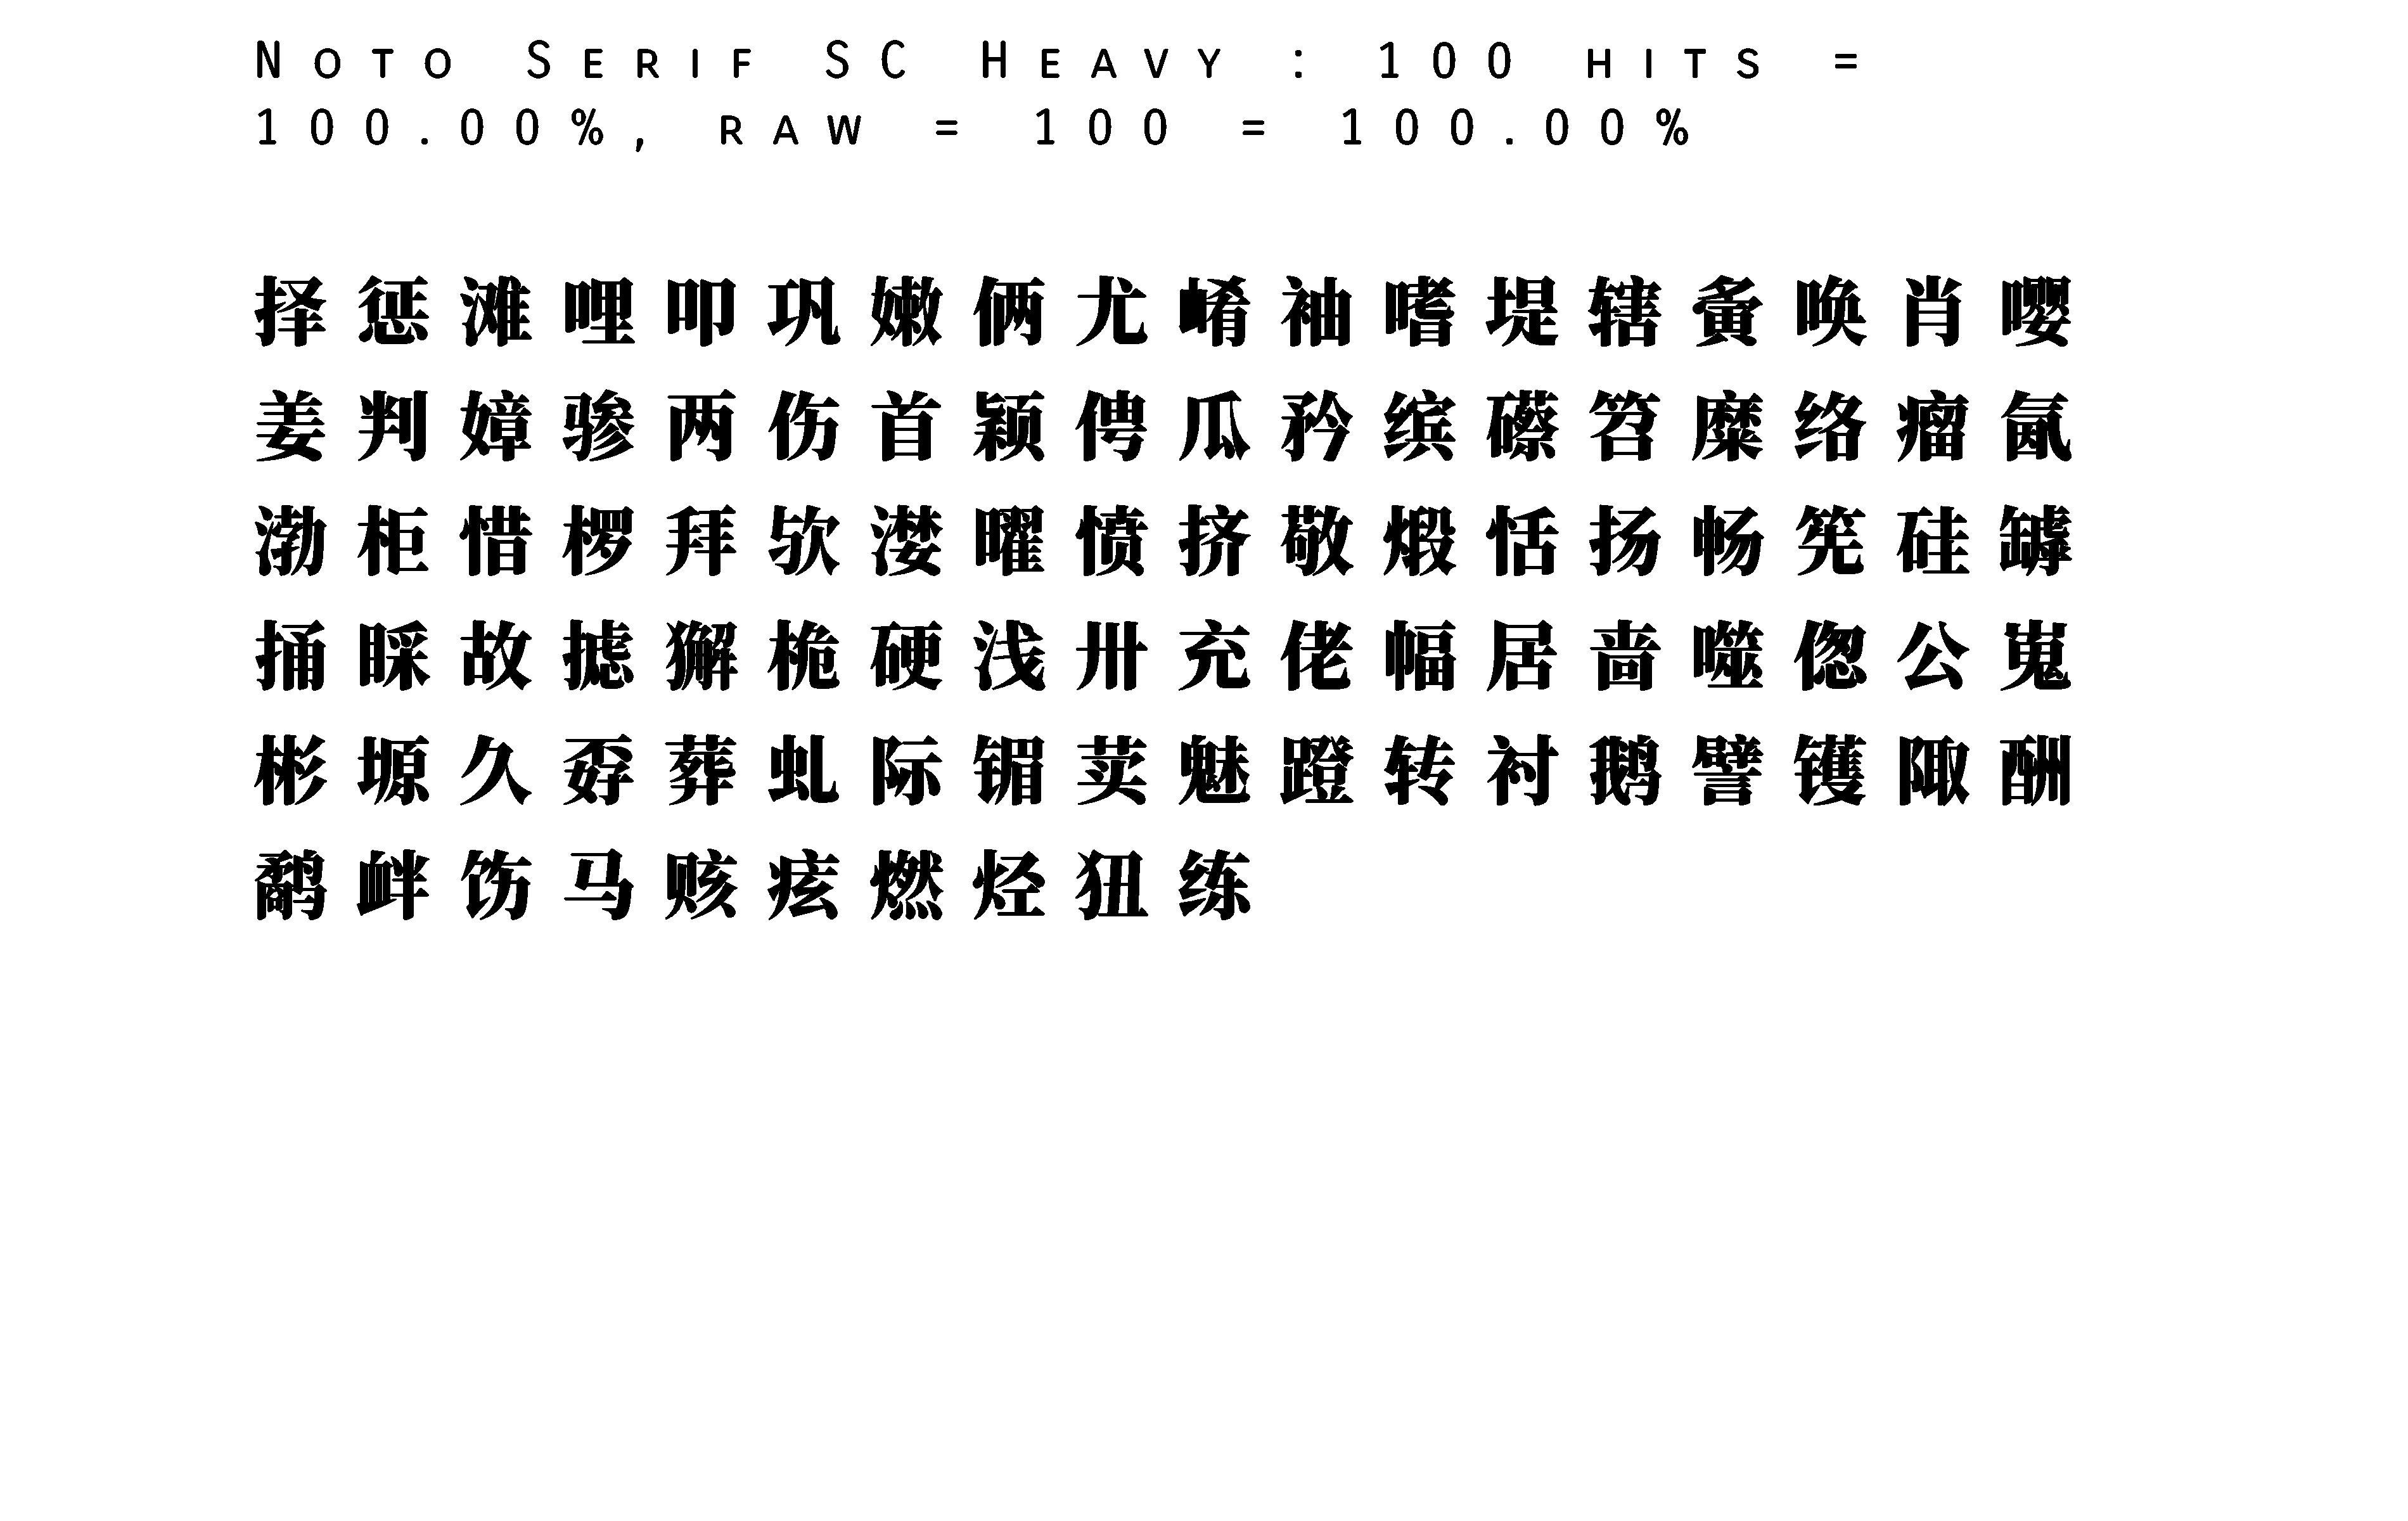 Noto Serif SC Heavy : 100 hits =
100.00%, raw = 100 = 100.00%
择惩滩哩叩巩嫩俩尤崤袖嗜堤辖夤唤肖嘤
姜判嫜骖两伤首颖俜瓜矜缤礤笤糜络瘤氤
渤柜惜椤拜欤漤曜愤挤敬煅恬扬畅筅硅罅
捅睬故摅獬桅硬浅卅充佬幅居啬噬偬公嵬
彬塬久孬葬虬际镅荬魅蹬转衬鹅譬镬陬酬
鹬衅饬马赅痃燃烃狃练